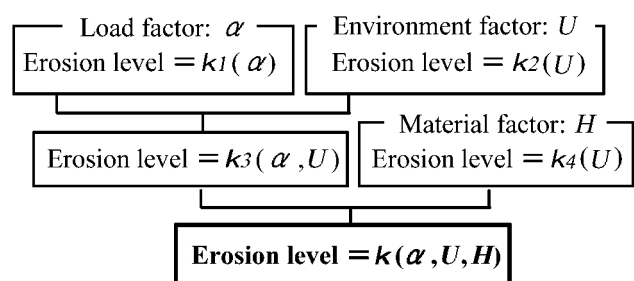 Load factor: α
Erosion level = k1(α)
Environment factor: U
Erosion level = k2(U)
Erosion level = k3(α,U)
Material factor: H
Erosion level = k4(U)
Erosion level = k(α,U,H)